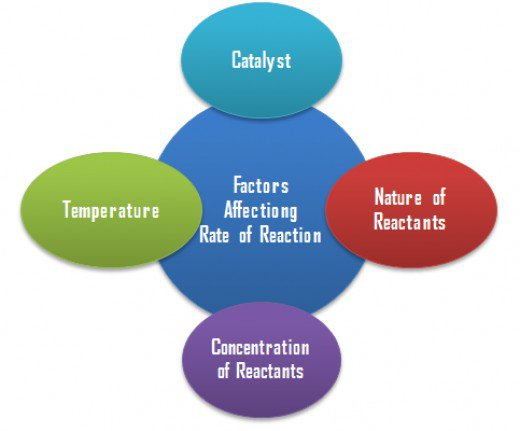 Catalyst
Temperature
Factors
Affectiong
Rate of Reaction
Nature of
Reactants
Concentration
of Reactants